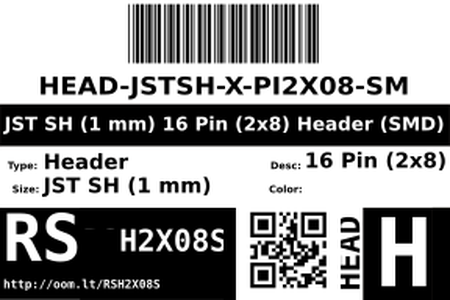 HEAD-JSTSH-X-PI2X08-SM
JST SH (1 mm) 16 Pin (2x8) Header (SMD)
Type: Header
Desc: 16 Pin (2x8)
Size: JST SH (1 mm)
Color:
RS H2X08S
http://oom.lt/RSH2X08S
HEAD
H